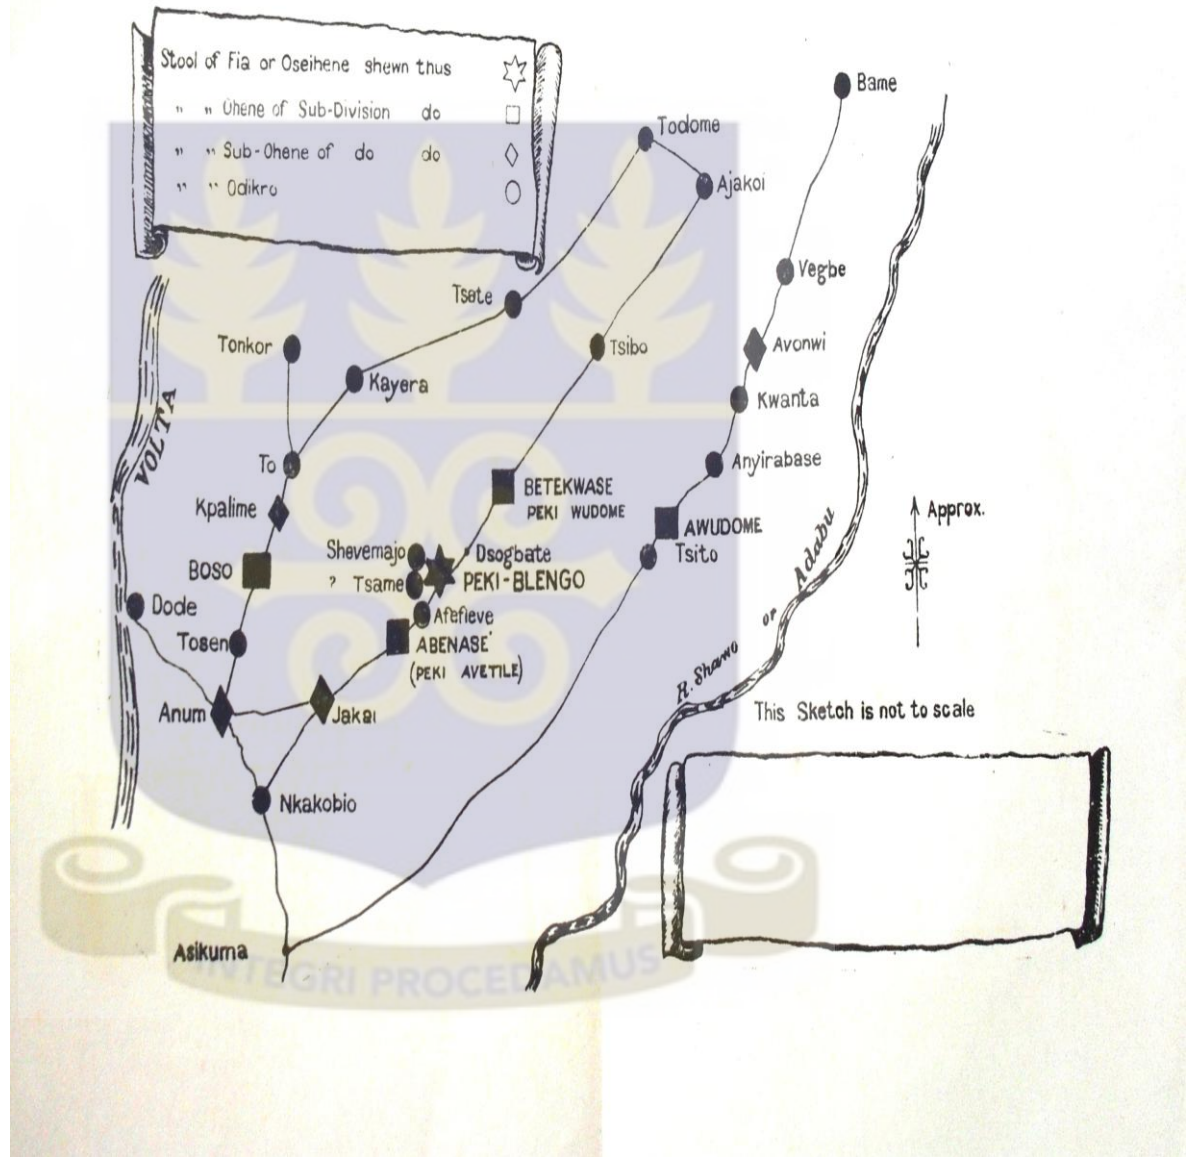 Stool of Fia or Oseihene shewn thus
" " Ohene of Sub-Division do
" " Sub-Ohene of do do
" " Odikro
Bame
Todome
Ajakoi
Vegbe
Tsate
Tonkor
Tsibo
Avonwi
Kayera
Kwanta
VOLTA
To
Anyirabase
Kpalime
BETEKWASE
PEKI WUDOME
Approx.
AWUDOME
Tsito
Shevemajo
Dsogbate
BOSO
? Tsame
PEKI-BLENGO
Dode
Afefieve
Tosen
ABENASE'
(PEKI AVETILE)
R. Shawo or Adabu
Anum
Jakai
This Sketch is not to scale
Nkakobio
Asikuma
INTEGRI PROCEDAMUS